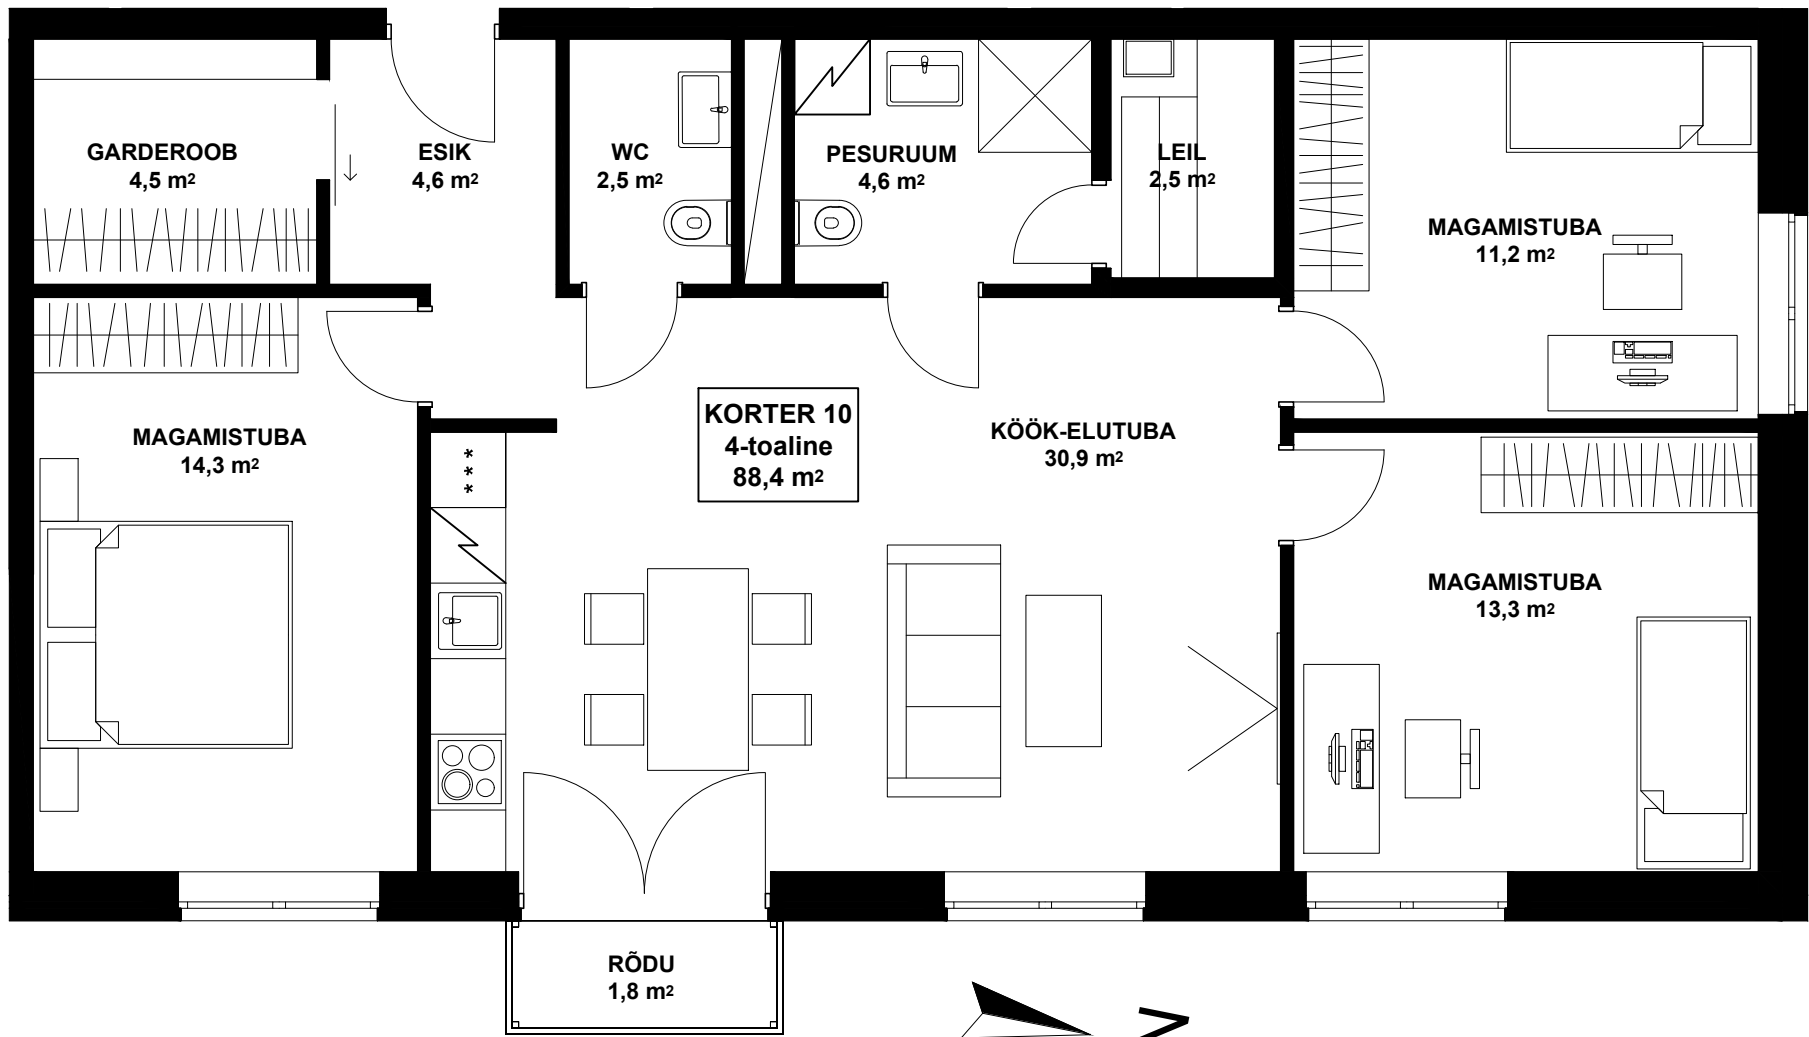 GARDEROOB
4,5 m²
ESIK
4,6 m²
WC
2,5 m²
PESURUUM
4,6 m²
LEIL
2,5 m²
MAGAMISTUBA
11,2 m²
MAGAMISTUBA
14,3 m²
KORTER 10
4-toaline
88,4 m²
KÖÖK-ELUTUBA
30,9 m²
MAGAMISTUBA
13,3 m²
RÕDU
1,8 m²